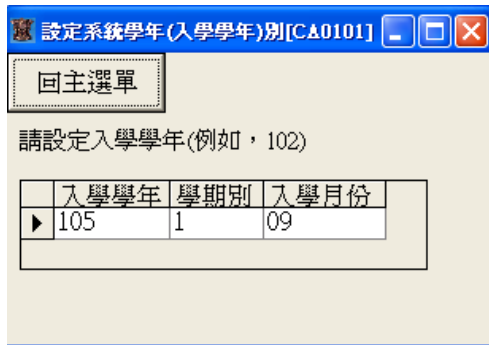 設定系統學年(入學學年)別[CA0101]
回主選單
請設定入學學年(例如，102)
入學學年 學期別 入學月份
105 1 09